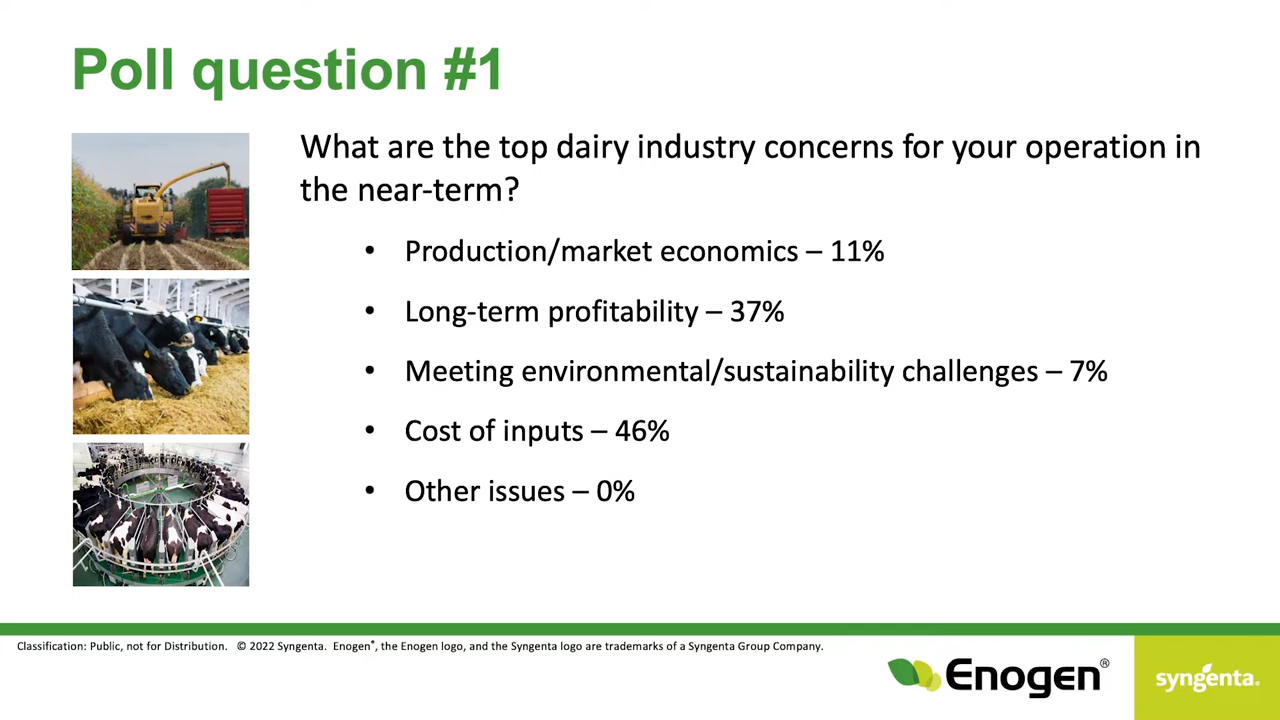 Poll question #1
What are the top dairy industry concerns for your operation in
the near-term?
• Production/market economics – 11%
• Long-term profitability – 37%
• Meeting environmental/sustainability challenges – 7%
• Cost of inputs – 46%
• Other issues – 0%
Classification: Public, not for Distribution. © 2022 Syngenta. Enogen®, the Enogen logo, and the Syngenta logo are trademarks of a Syngenta Group Company.
Enogen®
syngenta.